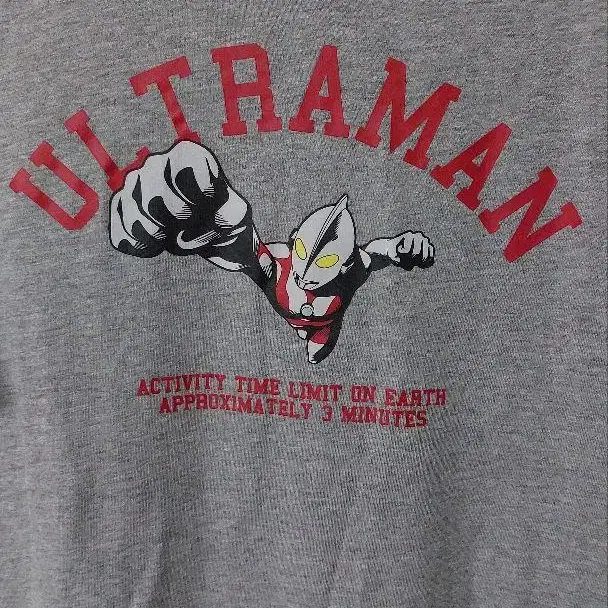 ULTRAMAN
ACTIVITY TIME LIMIT ON EARTH
APPROXIMATELY 3 MINUTES